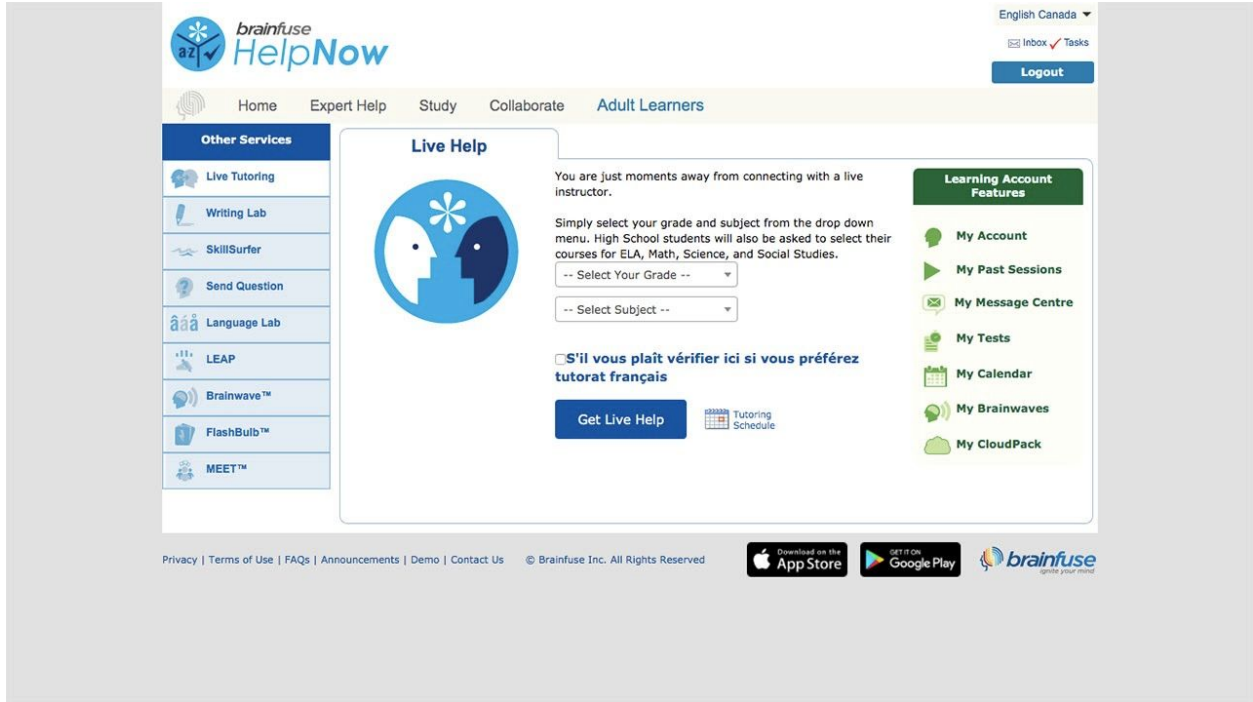 brainfuse
HelpNow
az
English Canada
Inbox Tasks
Logout
Home Expert Help Study Collaborate Adult Learners
Other Services
Live Tutoring
Writing Lab
SkillSurfer
Send Question
âáå Language Lab
LEAP
Brainwave™
FlashBulb™
MEET™
Live Help
You are just moments away from connecting with a live
instructor.
Simply select your grade and subject from the drop down
menu. High School students will also be asked to select their
courses for ELA, Math, Science, and Social Studies.
-- Select Your Grade --
-- Select Subject --
S'il vous plaît vérifier ici si vous préférez
tutorat français
Get Live Help
Tutoring
Schedule
Learning Account
Features
My Account
My Past Sessions
My Message Centre
My Tests
My Calendar
My Brainwaves
My CloudPack
Privacy | Terms of Use | FAQs | Announcements | Demo | Contact Us © Brainfuse Inc. All Rights Reserved
Download on the
App Store
GET IT ON
Google Play
brainfuse
ignite your mind